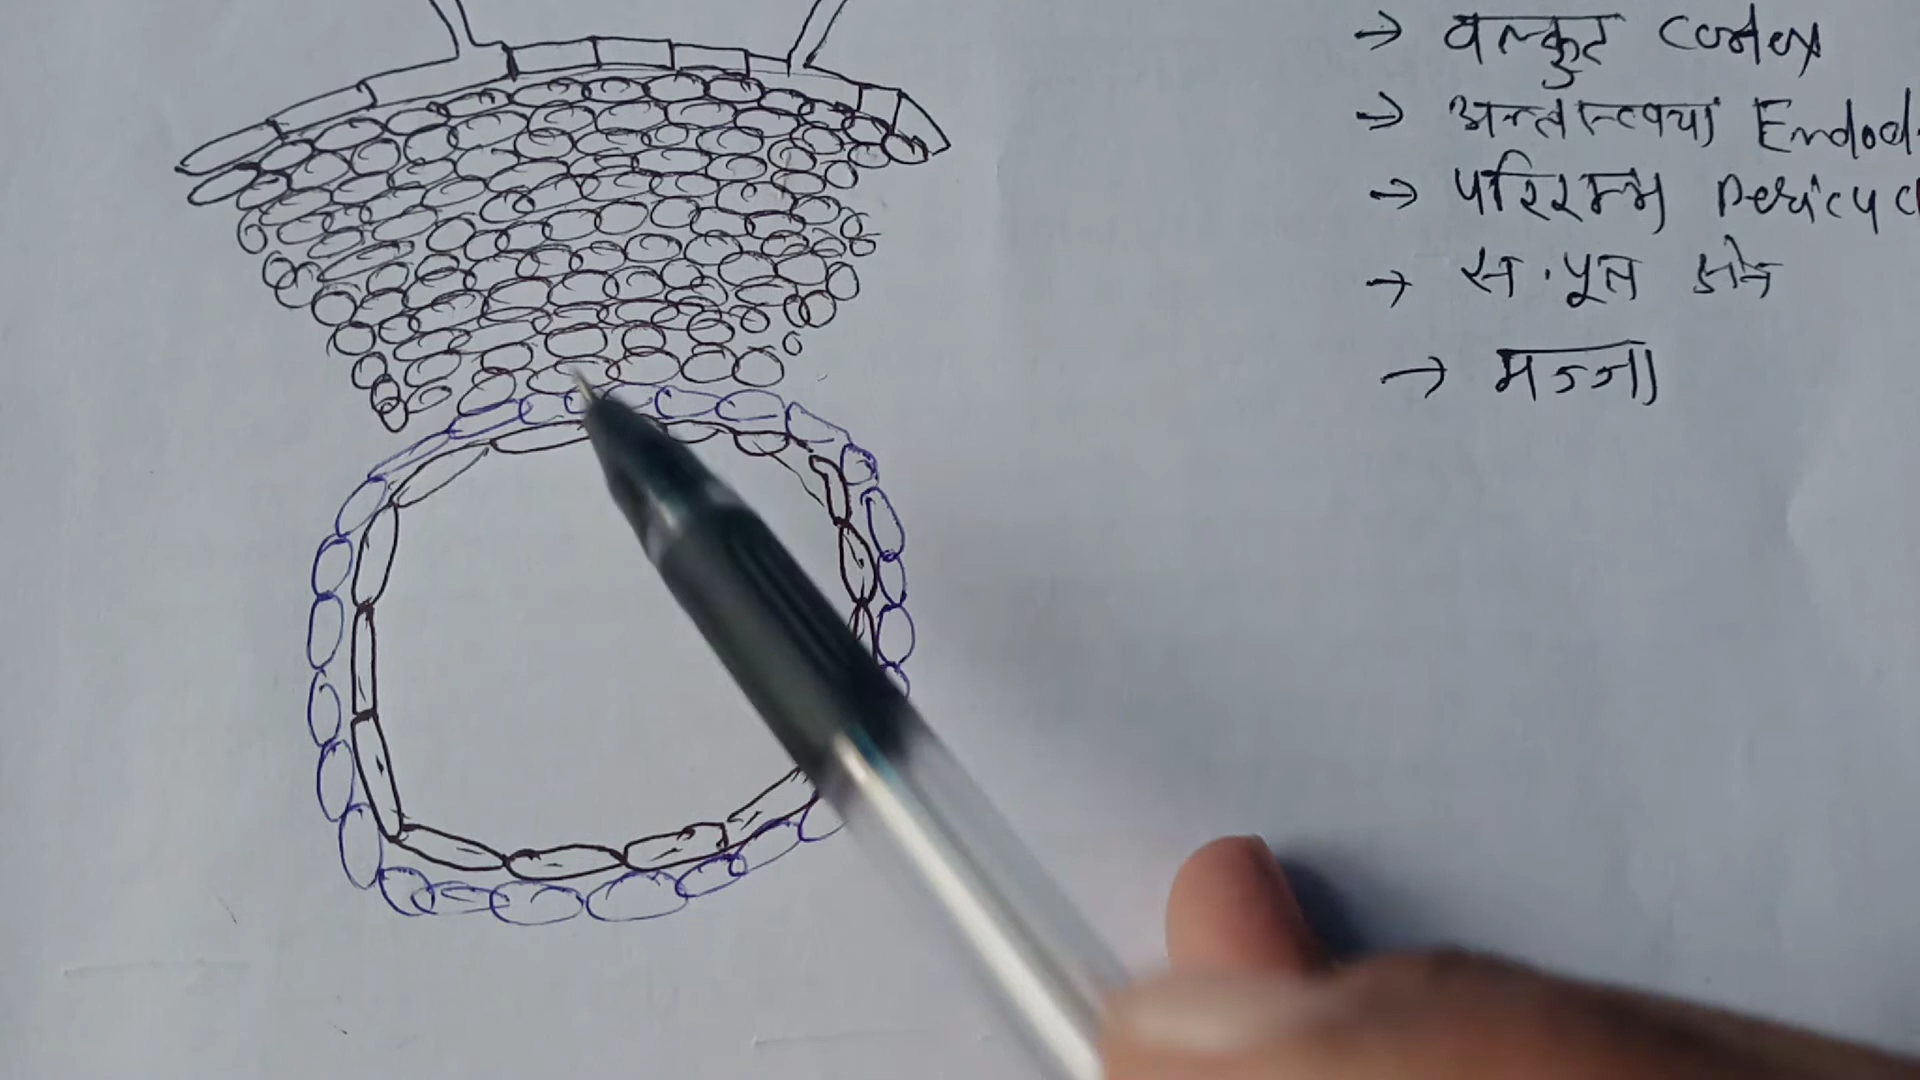 → वल्कुट Cortex
→ अन्तस्त्वचा Endod
→ परिरम्भ Pericyc
→ स. पूल क्षेत्र
→ मज्जा